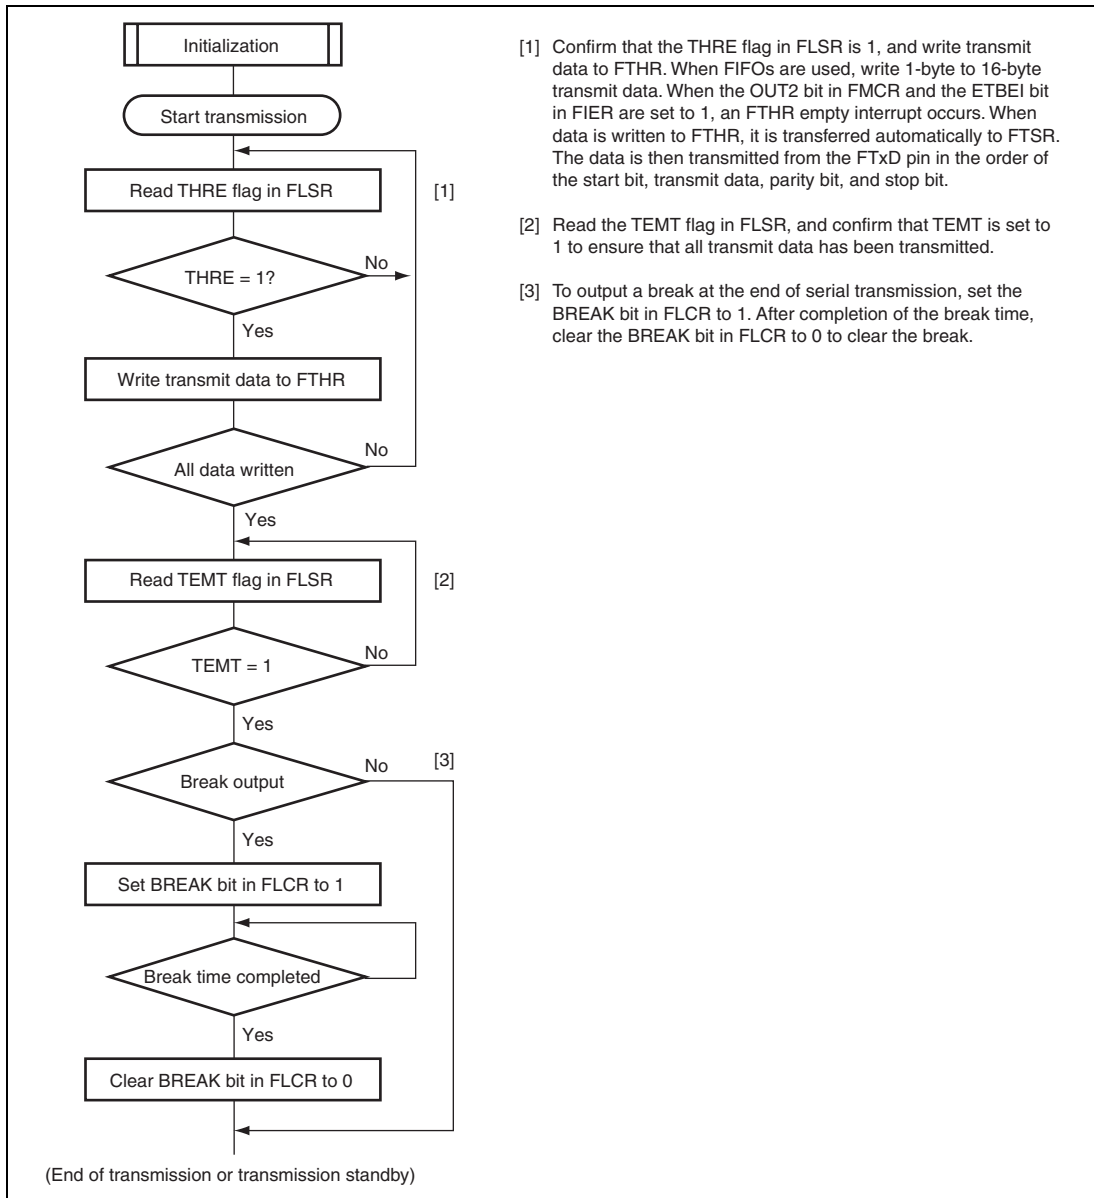 Initialization
Start transmission
Read THRE flag in FLSR
[1]
THRE = 1?
No
Yes
Write transmit data to FTHR
All data written
No
Yes
Read TEMT flag in FLSR
[2]
TEMT = 1
No
Yes
Break output
No
[3]
Yes
Set BREAK bit in FLCR to 1
Break time completed
Yes
Clear BREAK bit in FLCR to 0
(End of transmission or transmission standby)
[1] Confirm that the THRE flag in FLSR is 1, and write transmit
data to FTHR. When FIFOs are used, write 1-byte to 16-byte
transmit data. When the OUT2 bit in FMCR and the ETBEI bit
in FIER are set to 1, an FTHR empty interrupt occurs. When
data is written to FTHR, it is transferred automatically to FTSR.
The data is then transmitted from the FTxD pin in the order of
the start bit, transmit data, parity bit, and stop bit.
[2] Read the TEMT flag in FLSR, and confirm that TEMT is set to
1 to ensure that all transmit data has been transmitted.
[3] To output a break at the end of serial transmission, set the
BREAK bit in FLCR to 1. After completion of the break time,
clear the BREAK bit in FLCR to 0 to clear the break.